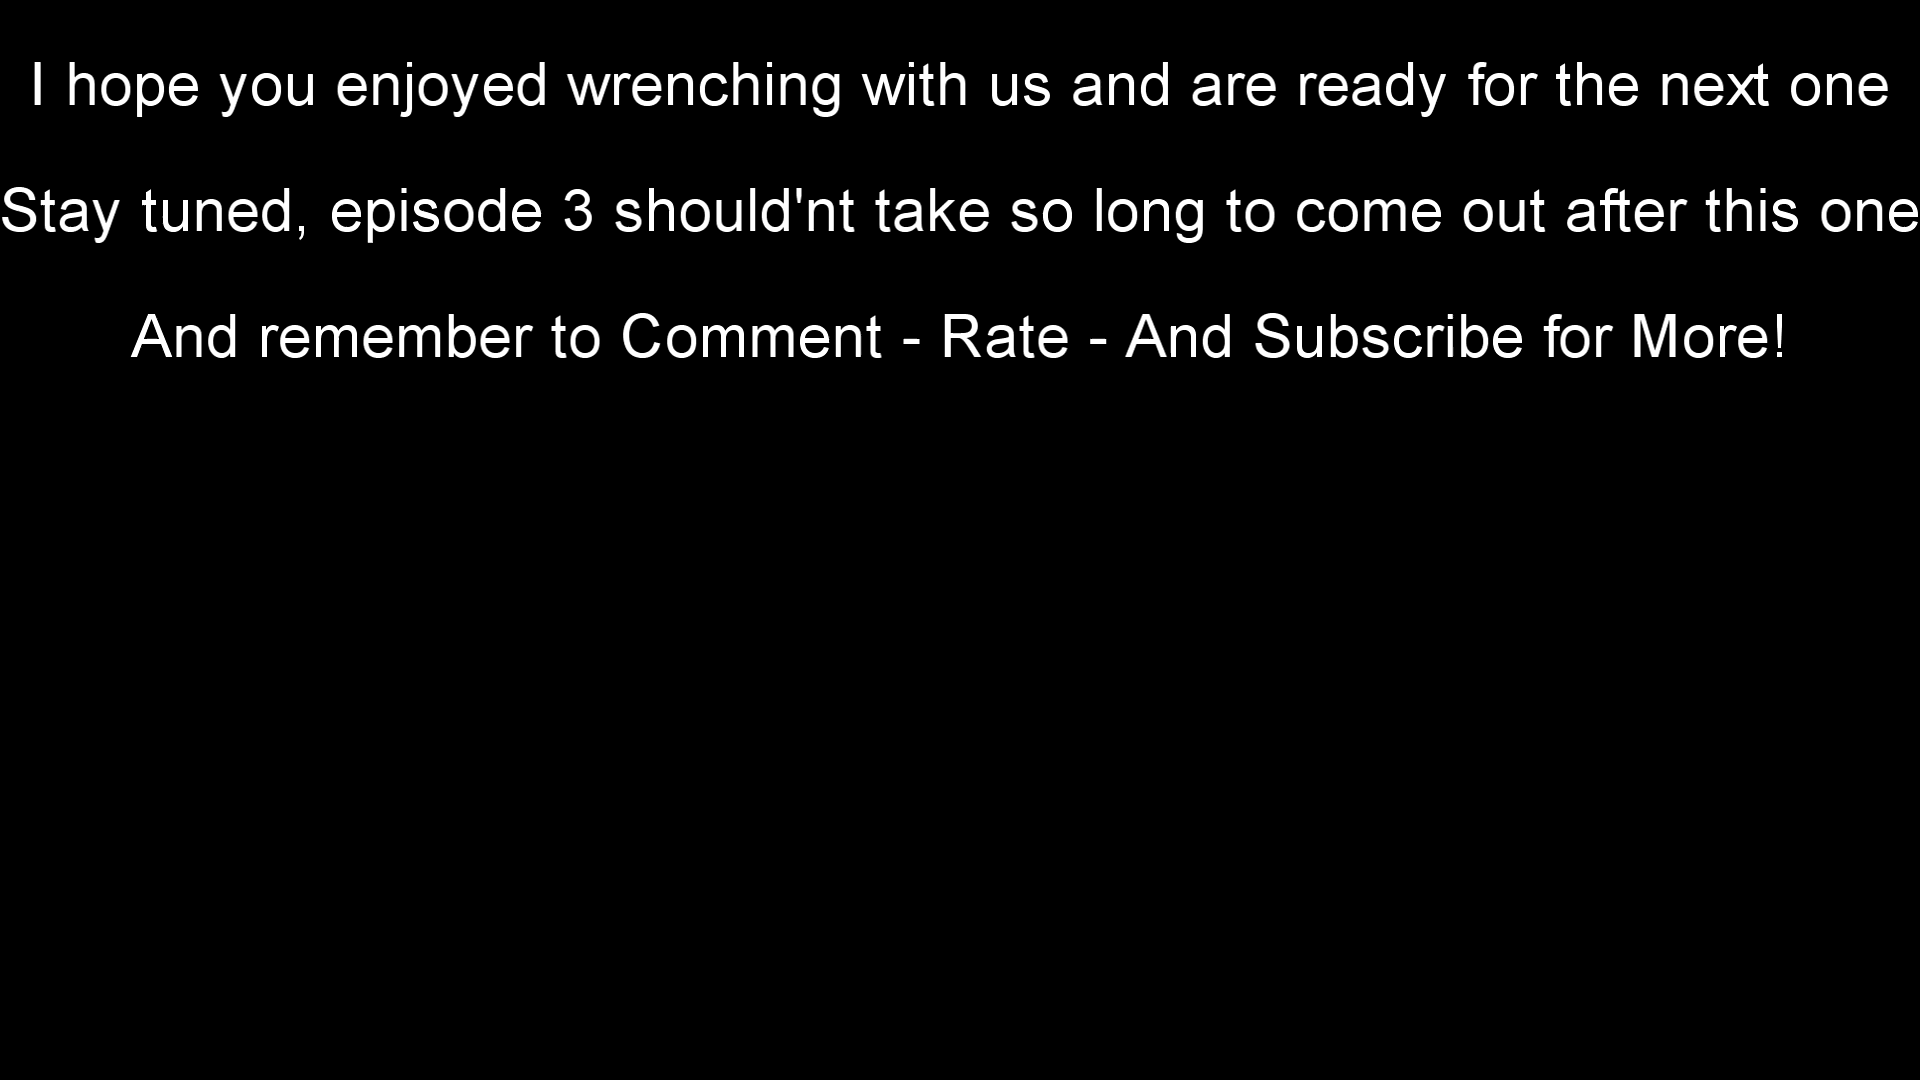 I hope you enjoyed wrenching with us and are ready for the next one
Stay tuned, episode 3 should'nt take so long to come out after this one
And remember to Comment - Rate - And Subscribe for More!